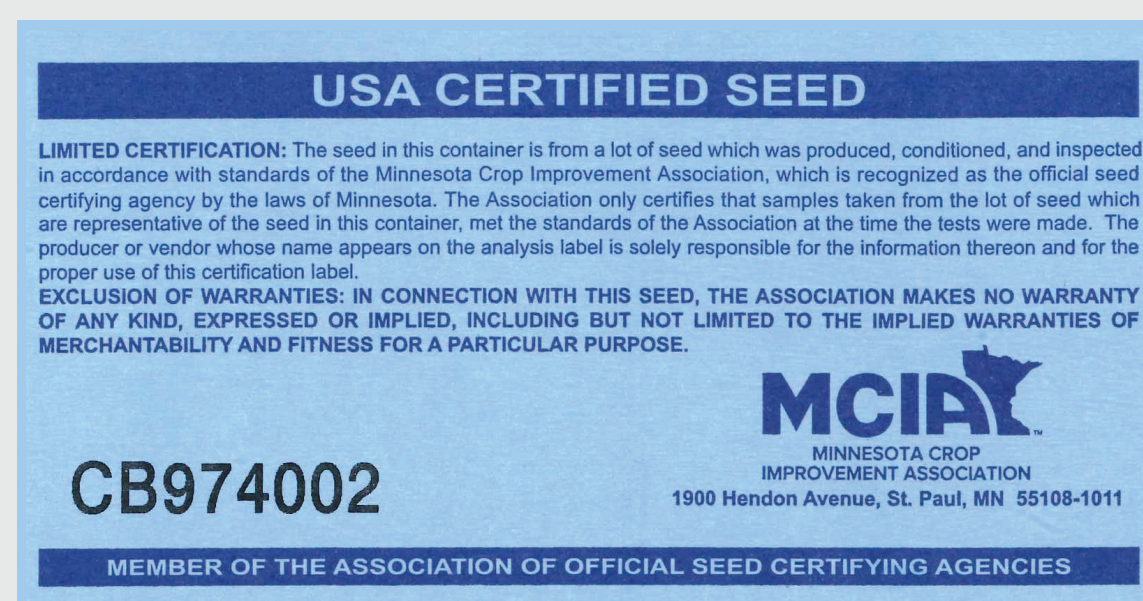 USA CERTIFIED SEED
LIMITED CERTIFICATION: The seed in this container is from a lot of seed which was produced, conditioned, and inspected
in accordance with standards of the Minnesota Crop Improvement Association, which is recognized as the official seed
certifying agency by the laws of Minnesota. The Association only certifies that samples taken from the lot of seed which
are representative of the seed in this container, met the standards of the Association at the time the tests were made. The
producer or vendor whose name appears on the analysis label is solely responsible for the information thereon and for the
proper use of this certification label.
EXCLUSION OF WARRANTIES: IN CONNECTION WITH THIS SEED, THE ASSOCIATION MAKES NO WARRANTY
OF ANY KIND, EXPRESSED OR IMPLIED, INCLUDING BUT NOT LIMITED TO THE IMPLIED WARRANTIES OF
MERCHANTABILITY AND FITNESS FOR A PARTICULAR PURPOSE.
MCIA™
MINNESOTA CROP
IMPROVEMENT ASSOCIATION
1900 Hendon Avenue, St. Paul, MN 55108-1011
CB974002
MEMBER OF THE ASSOCIATION OF OFFICIAL SEED CERTIFYING AGENCIES